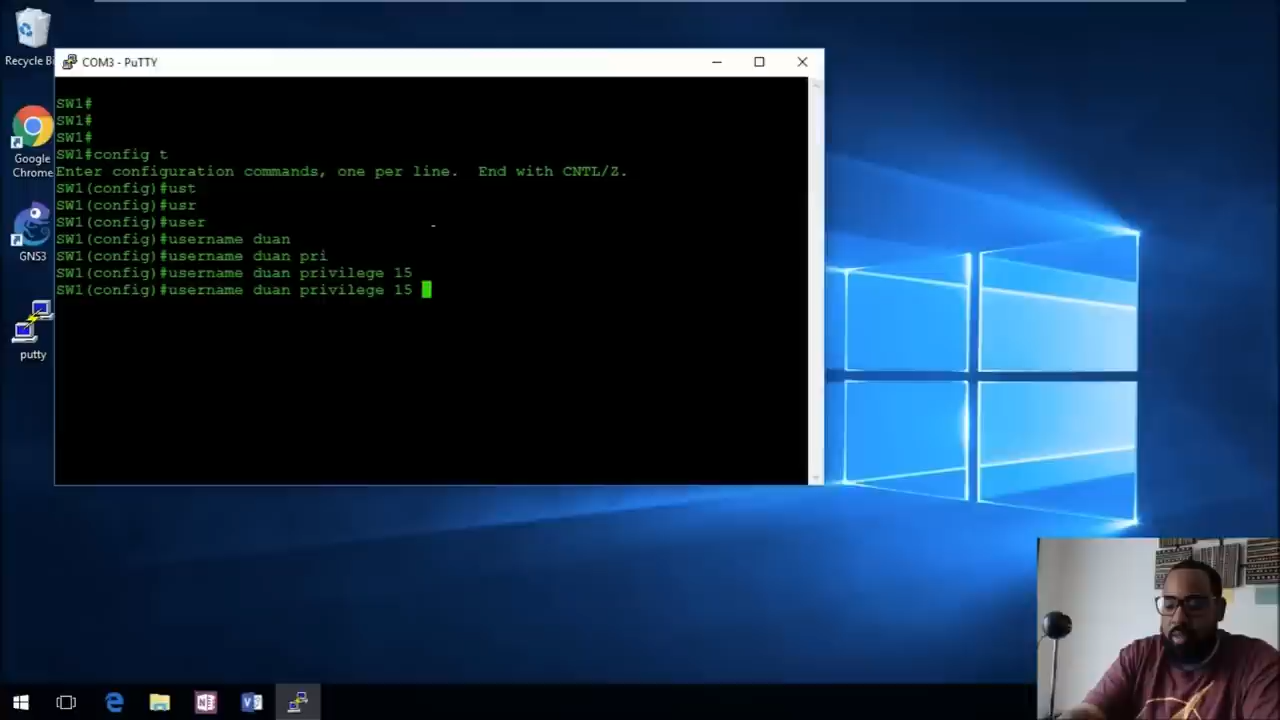 Recycle Bi
COM3 - PuTTY
SW1#
SW1#
SW1#
SW1#config t
Enter configuration commands, one per line.  End with CNTL/Z.
SW1(config)#ust
SW1(config)#usr
SW1(config)#user
SW1(config)#username duan
SW1(config)#username duan pri
SW1(config)#username duan privilege 15
SW1(config)#username duan privilege 15
Google
Chrome
GNS3
putty